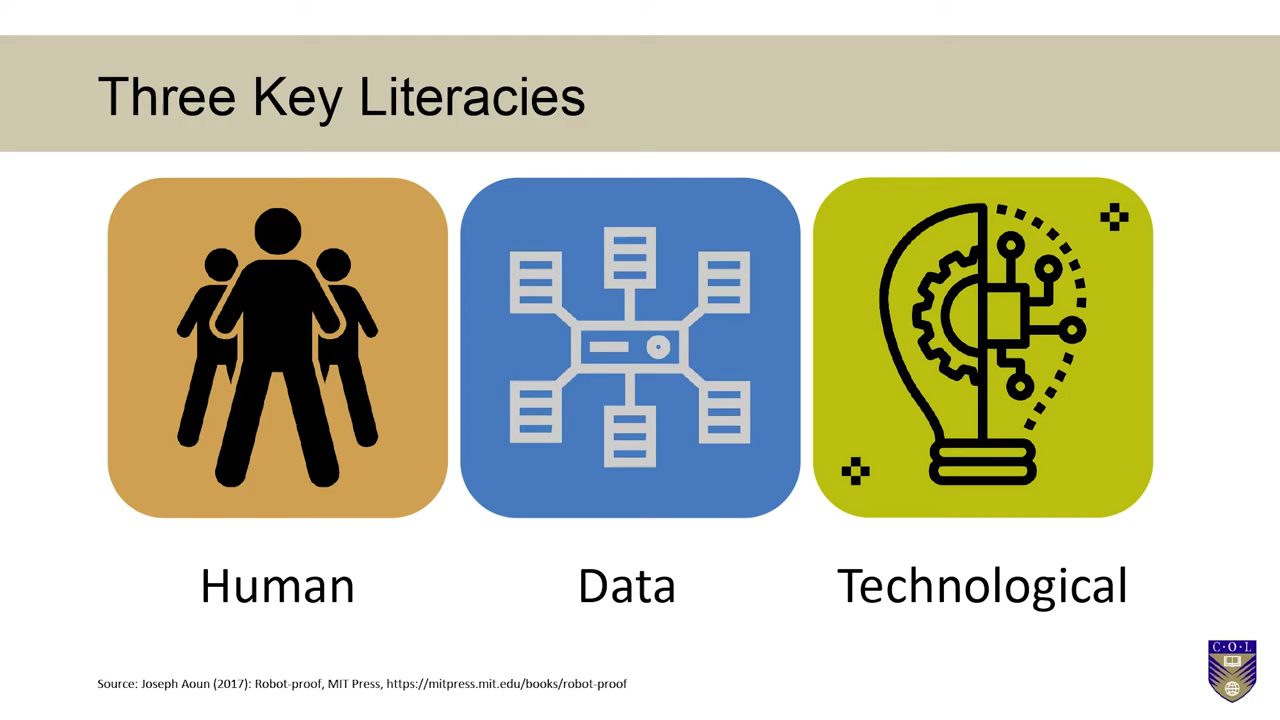 Three Key Literacies
Human
Data
Technological
C·O·L
Source: Joseph Aoun (2017): Robot-proof, MIT Press, https://mitpress.mit.edu/books/robot-proof